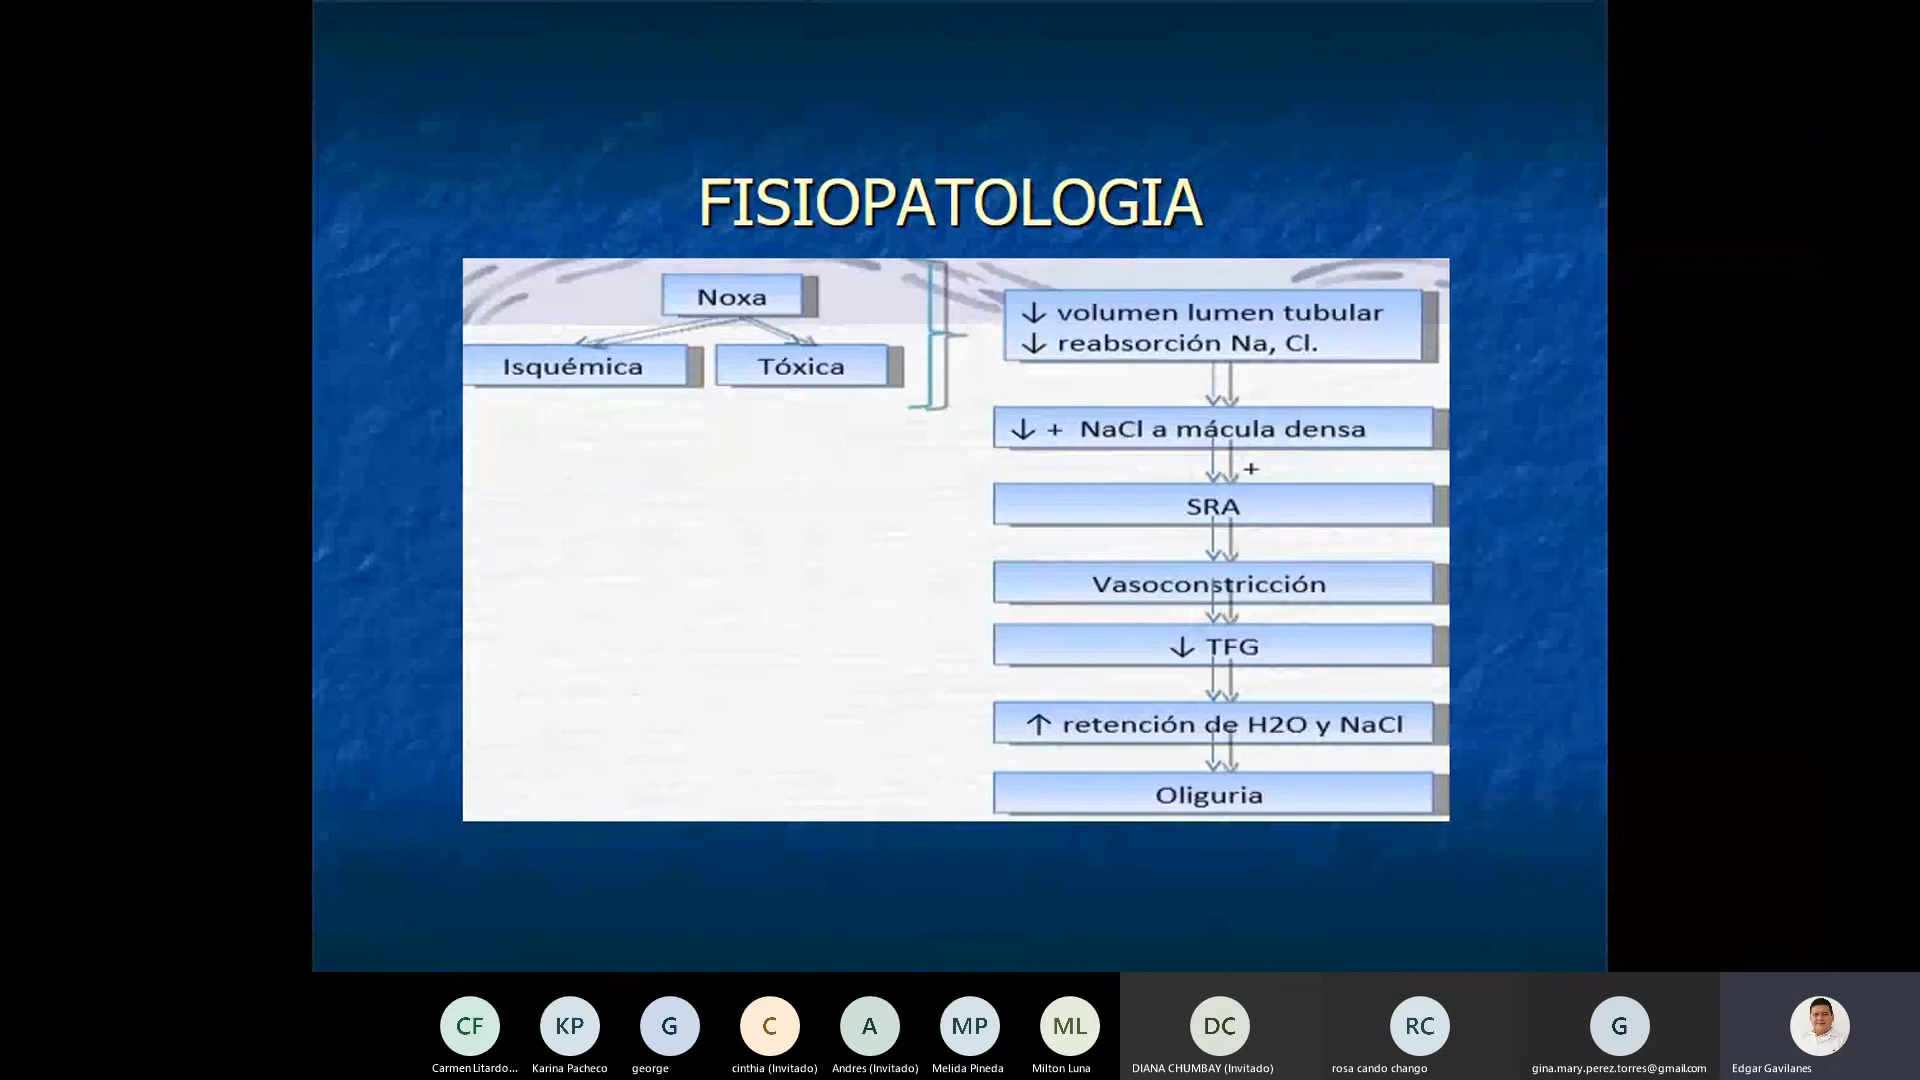 FISIOPATOLOGIA
Noxa
Isquémica
Tóxica
↓ volumen lumen tubular
↓ reabsorción Na, Cl.
↓ + NaCl a mácula densa
+
SRA
Vasoconstricción
↓ TFG
↑ retención de H2O y NaCl
Oliguria
CF
KP
G
C
A
MP
ML
DC
RC
G
Carmen Litardo...
Karina Pacheco
george
cinthia (Invitado)
Andres (Invitado)
Melida Pineda
Milton Luna
DIANA CHUMBAY (Invitado)
rosa cando chango
gina.mary.perez.torres@gmail.com
Edgar Gavilanes